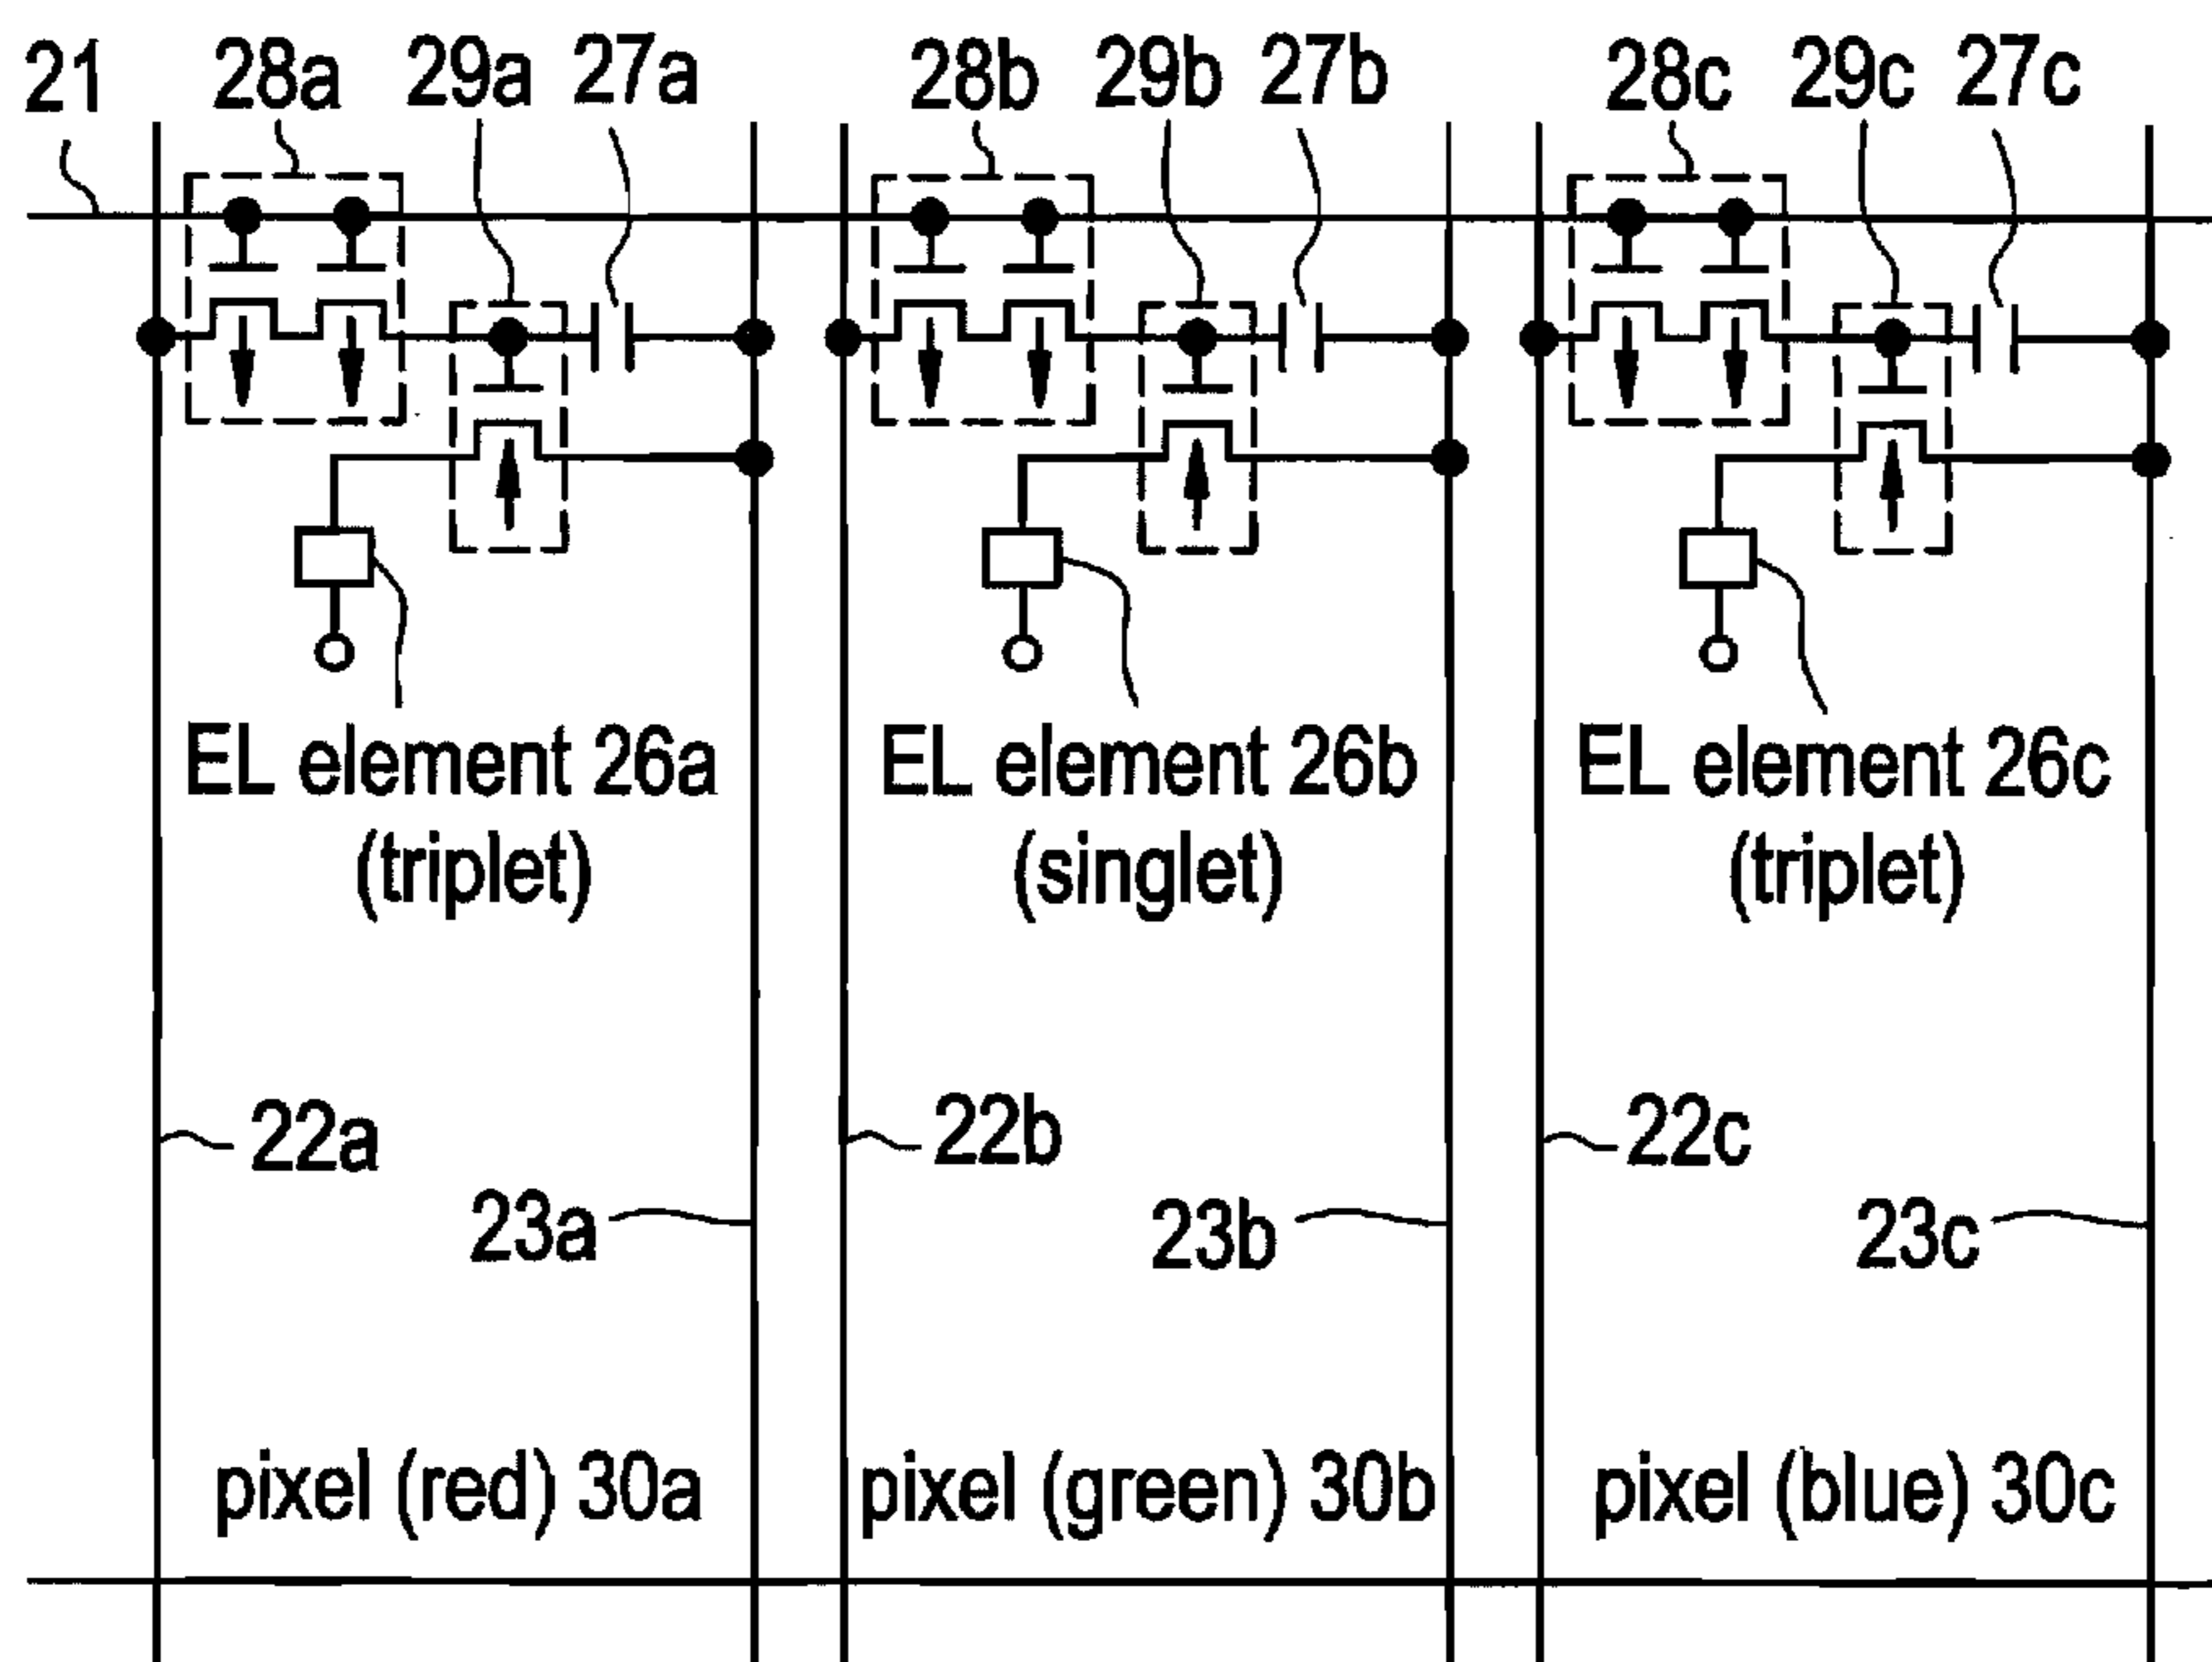 21 28a 29a 27a 28b 29b 27b 28c 29c 27c
EL element 26a
(triplet)
EL element 26b
(singlet)
EL element 26c
(triplet)
22a
22b
22c
23a
23b
23c
pixel (red) 30a
pixel (green) 30b
pixel (blue) 30c